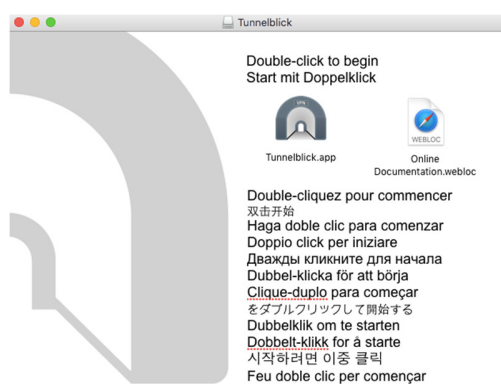 Tunnelblick
Double-click to begin
Start mit Doppelklick
VPN
WEBLOC
Tunnelblick.app
Online
Documentation.webloc
Double-cliquez pour commencer
双击开始
Haga doble clic para comenzar
Doppio click per iniziare
Дважды кликните для начала
Dubbel-klicka för att börja
Clique-duplo para começar
をダブルクリックして開始する
Dubbelklik om te starten
Dobbelt-klikk for å starte
시작하려면 이중 클릭
Feu doble clic per començar